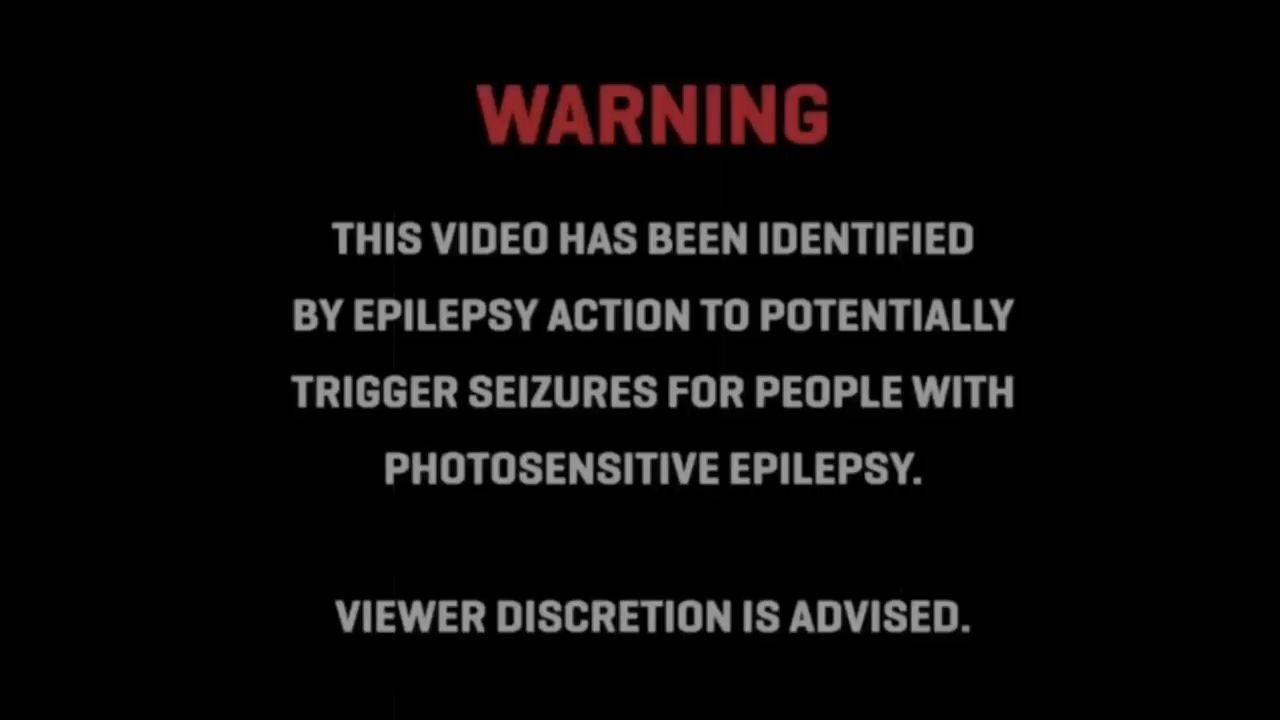 WARNING
THIS VIDEO HAS BEEN IDENTIFIED
BY EPILEPSY ACTION TO POTENTIALLY
TRIGGER SEIZURES FOR PEOPLE WITH
PHOTOSENSITIVE EPILEPSY.
VIEWER DISCRETION IS ADVISED.